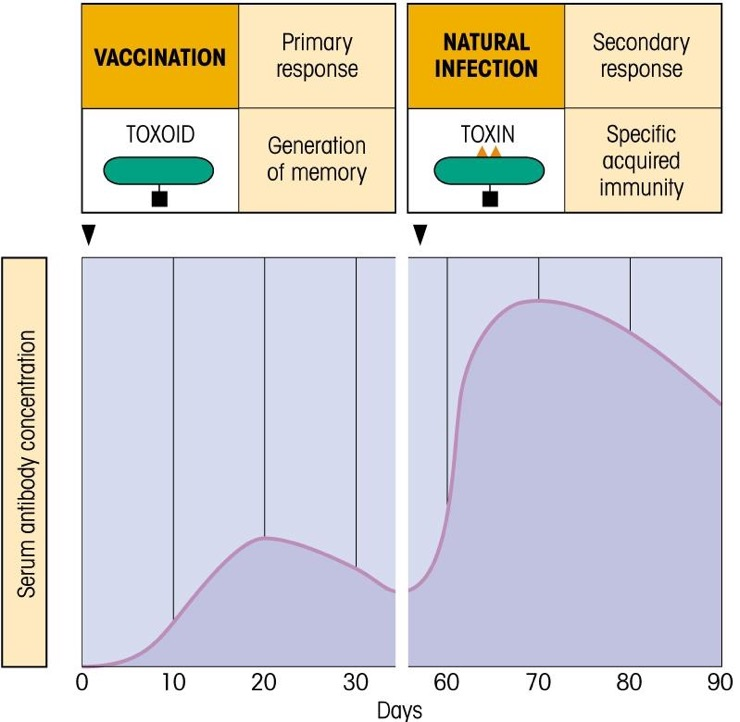 VACCINATION
Primary
response
NATURAL
INFECTION
Secondary
response
TOXOID
Generation
of memory
TOXIN
Specific
acquired
immunity
Serum antibody concentration
0 10 20 30 60 70 80 90
Days